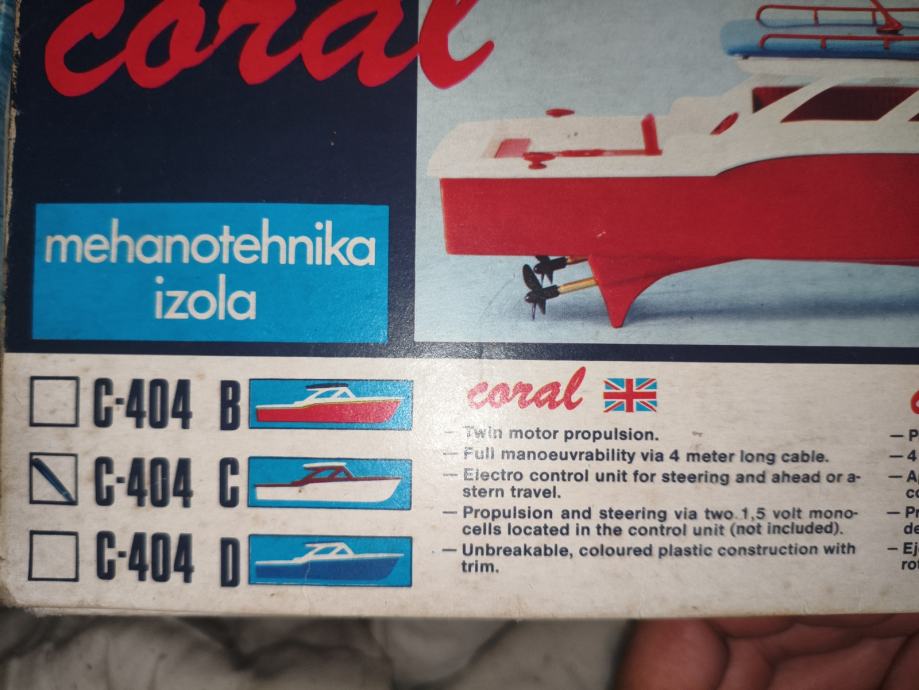 coral
mehanotehnika
izola
C-404 B
C-404 C
C-404 D
coral
— Twin motor propulsion.
— Full manoeuvrability via 4 meter long cable.
— Electro control unit for steering and ahead or a-
stern travel.
— Propulsion and steering via two 1,5 volt mono-
cells located in the control unit (not included).
— Unbreakable, coloured plastic construction with
trim.